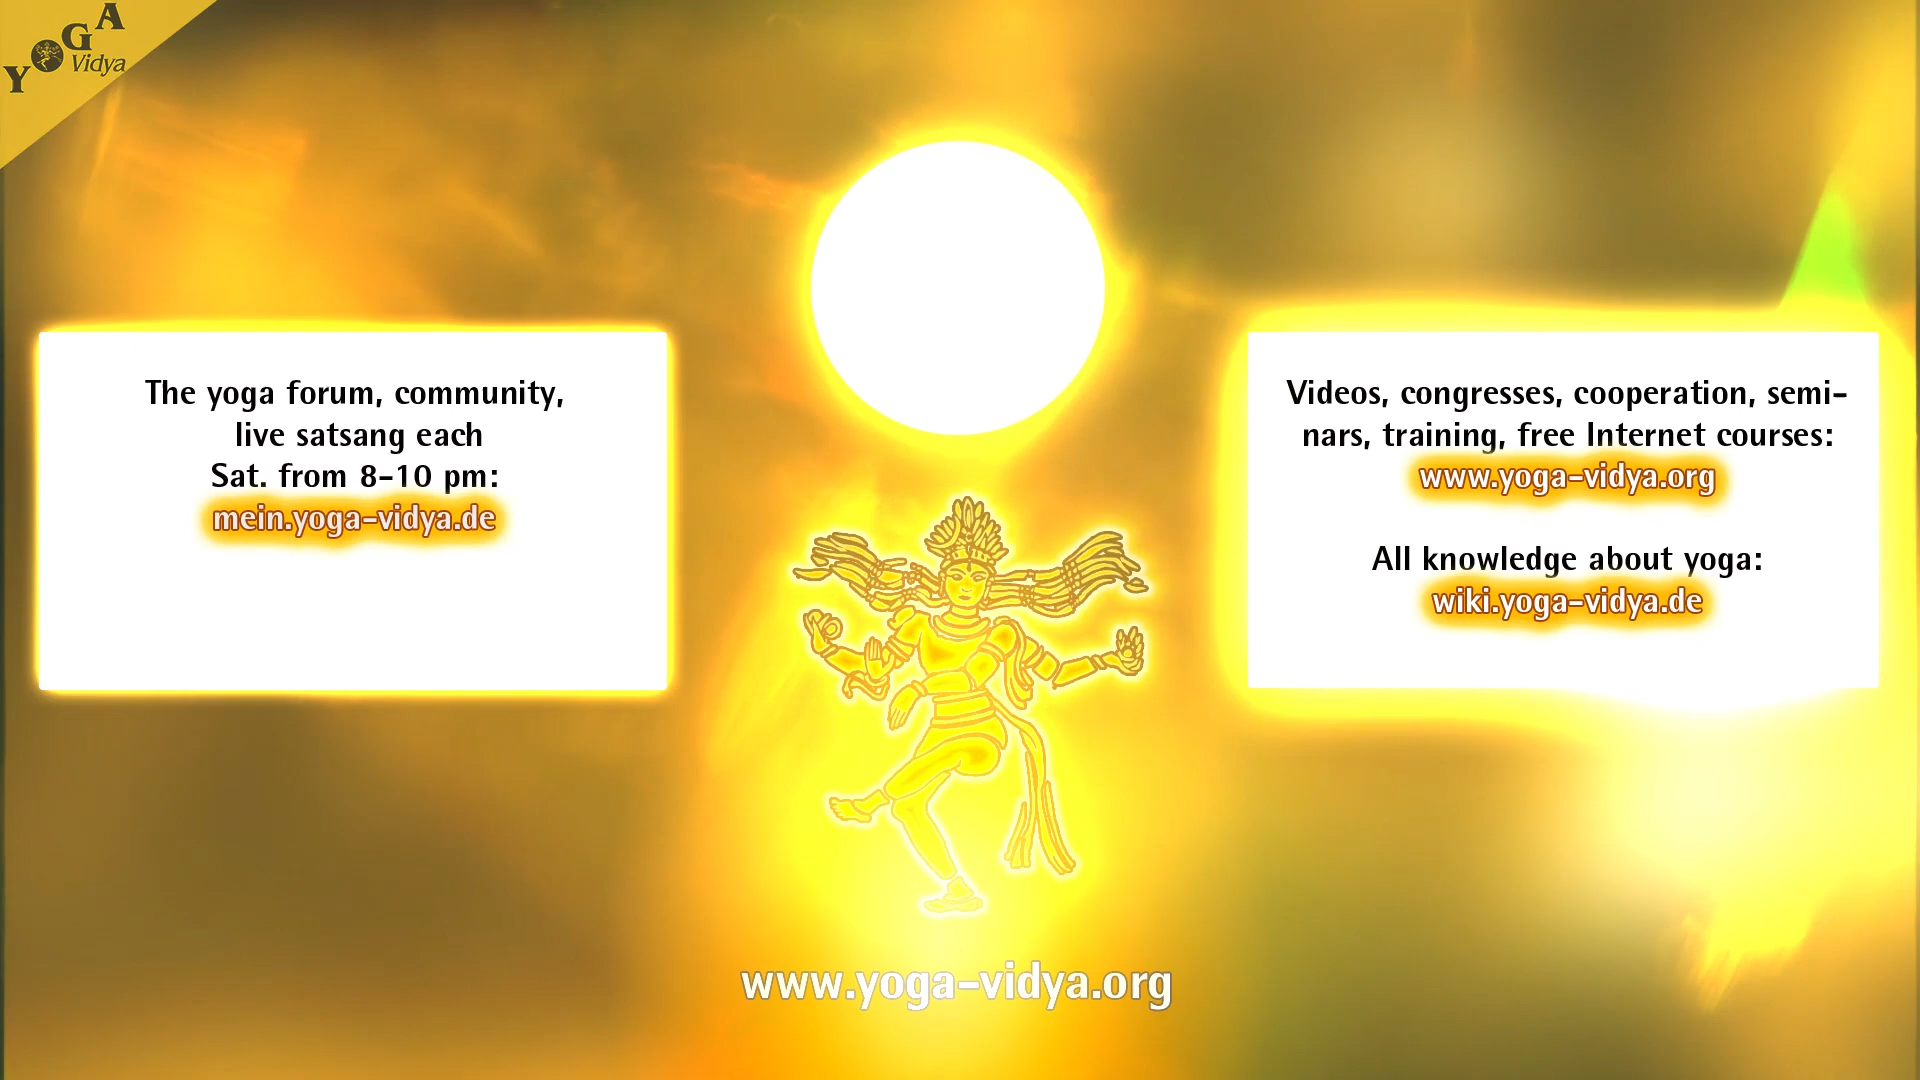 YOGA
Vidya
The yoga forum, community,
live satsang each
Sat. from 8-10 pm:
mein.yoga-vidya.de
Videos, congresses, cooperation, semi-
nars, training, free Internet courses:
www.yoga-vidya.org
All knowledge about yoga:
wiki.yoga-vidya.de
www.yoga-vidya.org